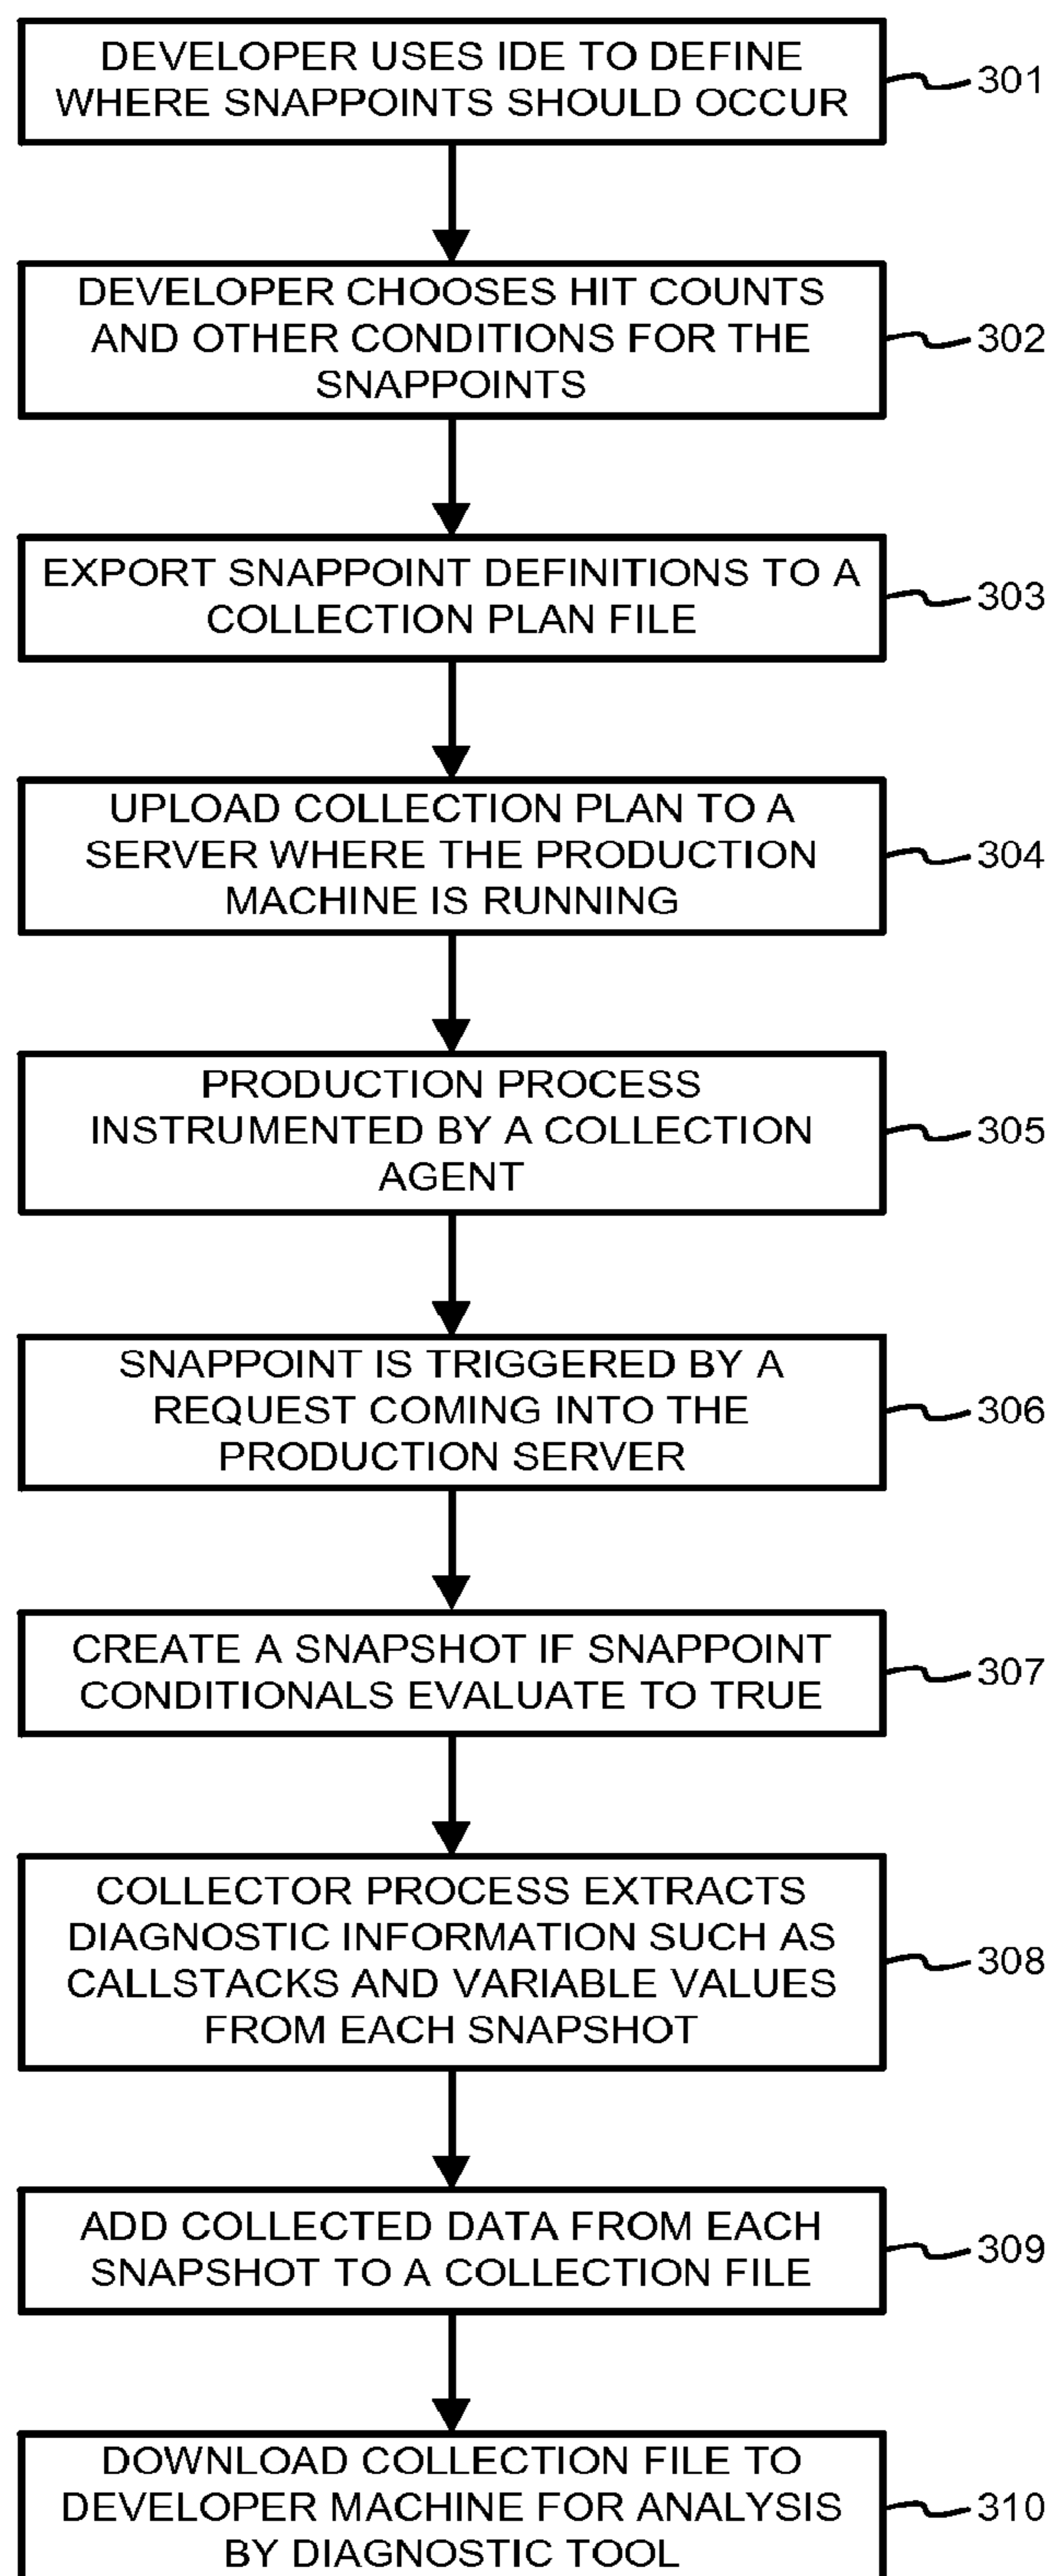 DEVELOPER USES IDE TO DEFINE
WHERE SNAPPOINTS SHOULD OCCUR
301
DEVELOPER CHOOSES HIT COUNTS
AND OTHER CONDITIONS FOR THE
SNAPPOINTS
302
EXPORT SNAPPOINT DEFINITIONS TO A
COLLECTION PLAN FILE
303
UPLOAD COLLECTION PLAN TO A
SERVER WHERE THE PRODUCTION
MACHINE IS RUNNING
304
PRODUCTION PROCESS
INSTRUMENTED BY A COLLECTION
AGENT
305
SNAPPOINT IS TRIGGERED BY A
REQUEST COMING INTO THE
PRODUCTION SERVER
306
CREATE A SNAPSHOT IF SNAPPOINT
CONDITIONALS EVALUATE TO TRUE
307
COLLECTOR PROCESS EXTRACTS
DIAGNOSTIC INFORMATION SUCH AS
CALLSTACKS AND VARIABLE VALUES
FROM EACH SNAPSHOT
308
ADD COLLECTED DATA FROM EACH
SNAPSHOT TO A COLLECTION FILE
309
DOWNLOAD COLLECTION FILE TO
DEVELOPER MACHINE FOR ANALYSIS
BY DIAGNOSTIC TOOL
310